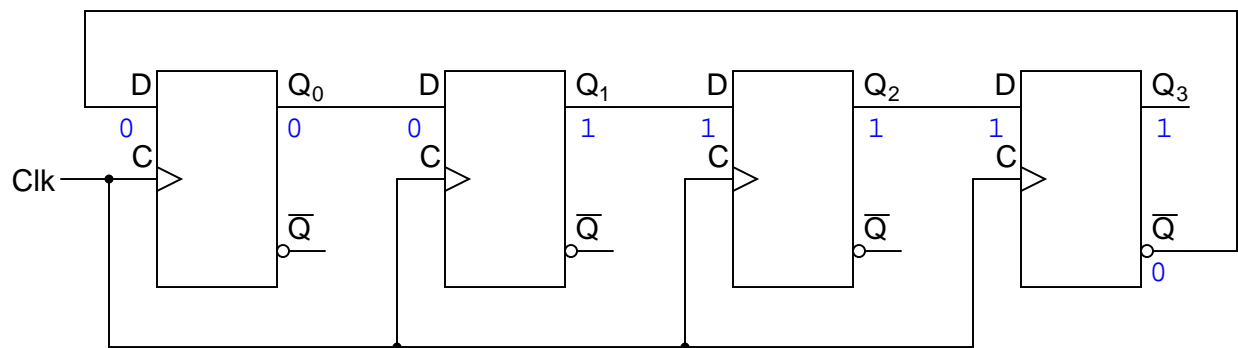 D Q₀ D Q₁ D Q₂ D Q₃
0 0 0 1 1 1 1 1
C C C C
Clk
Q̅ Q̅ Q̅ Q̅
0